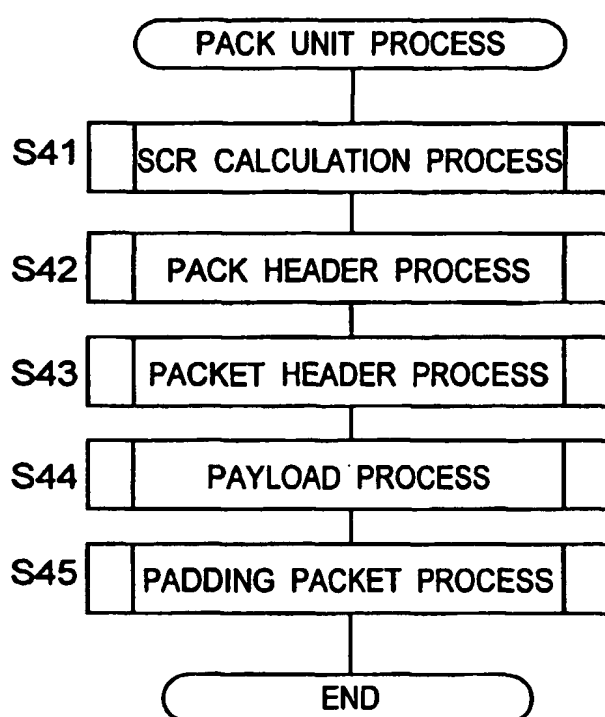 PACK UNIT PROCESS
S41 SCR CALCULATION PROCESS
S42 PACK HEADER PROCESS
S43 PACKET HEADER PROCESS
S44 PAYLOAD PROCESS
S45 PADDING PACKET PROCESS
END